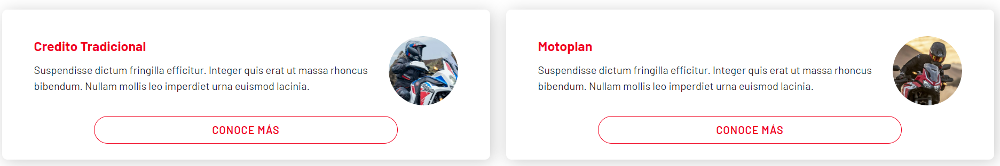 Credito Tradicional
Suspendisse dictum fringilla efficitur. Integer quis erat ut massa rhoncus
bibendum. Nullam mollis leo imperdiet urna euismod lacinia.
CONOCE MÁS
Motoplan
Suspendisse dictum fringilla efficitur. Integer quis erat ut massa rhoncus
bibendum. Nullam mollis leo imperdiet urna euismod lacinia.
CONOCE MÁS